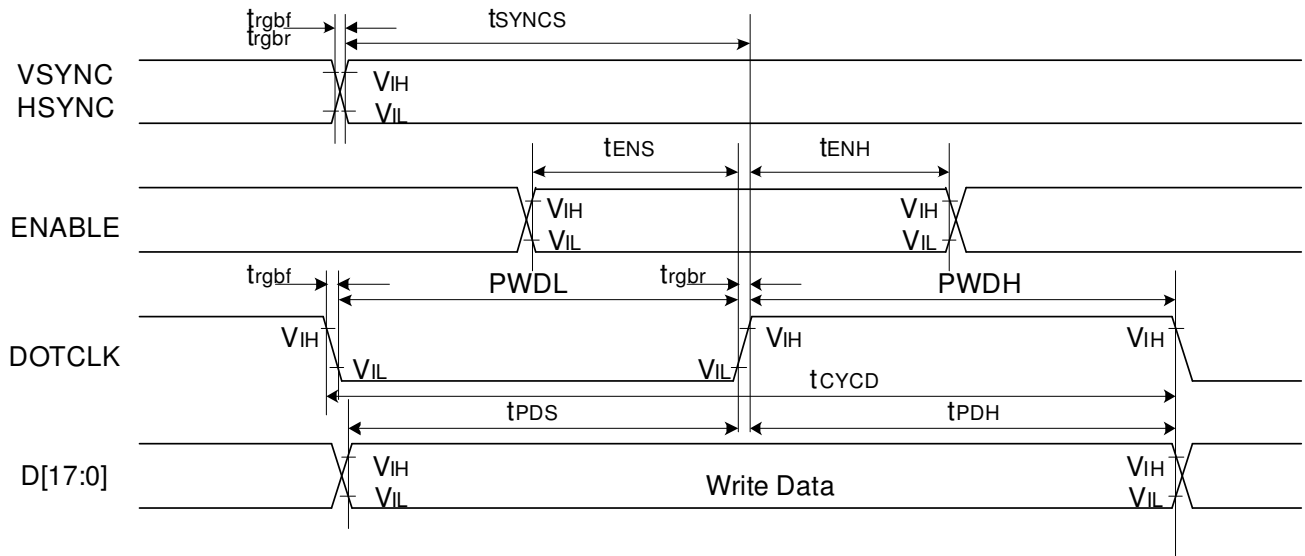 trgbf
trgbr
tSYNCS
VSYNC
HSYNC
VIH
VIL
tENS
tENH
ENABLE
VIH
VIL
VIH
VIL
trgbf
PWDL
trgbr
PWDH
DOTCLK
VIH
VIL
VIL
VIH
VIH
tCYCD
tPDS
tPDH
D[17:0]
VIH
VIL
Write Data
VIH
VIL